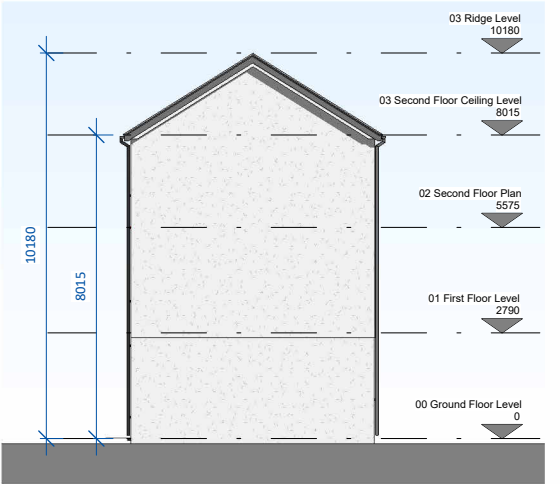 03 Ridge Level
10180
03 Second Floor Ceiling Level
8015
02 Second Floor Plan
5575
10180
8015
01 First Floor Level
2790
00 Ground Floor Level
0